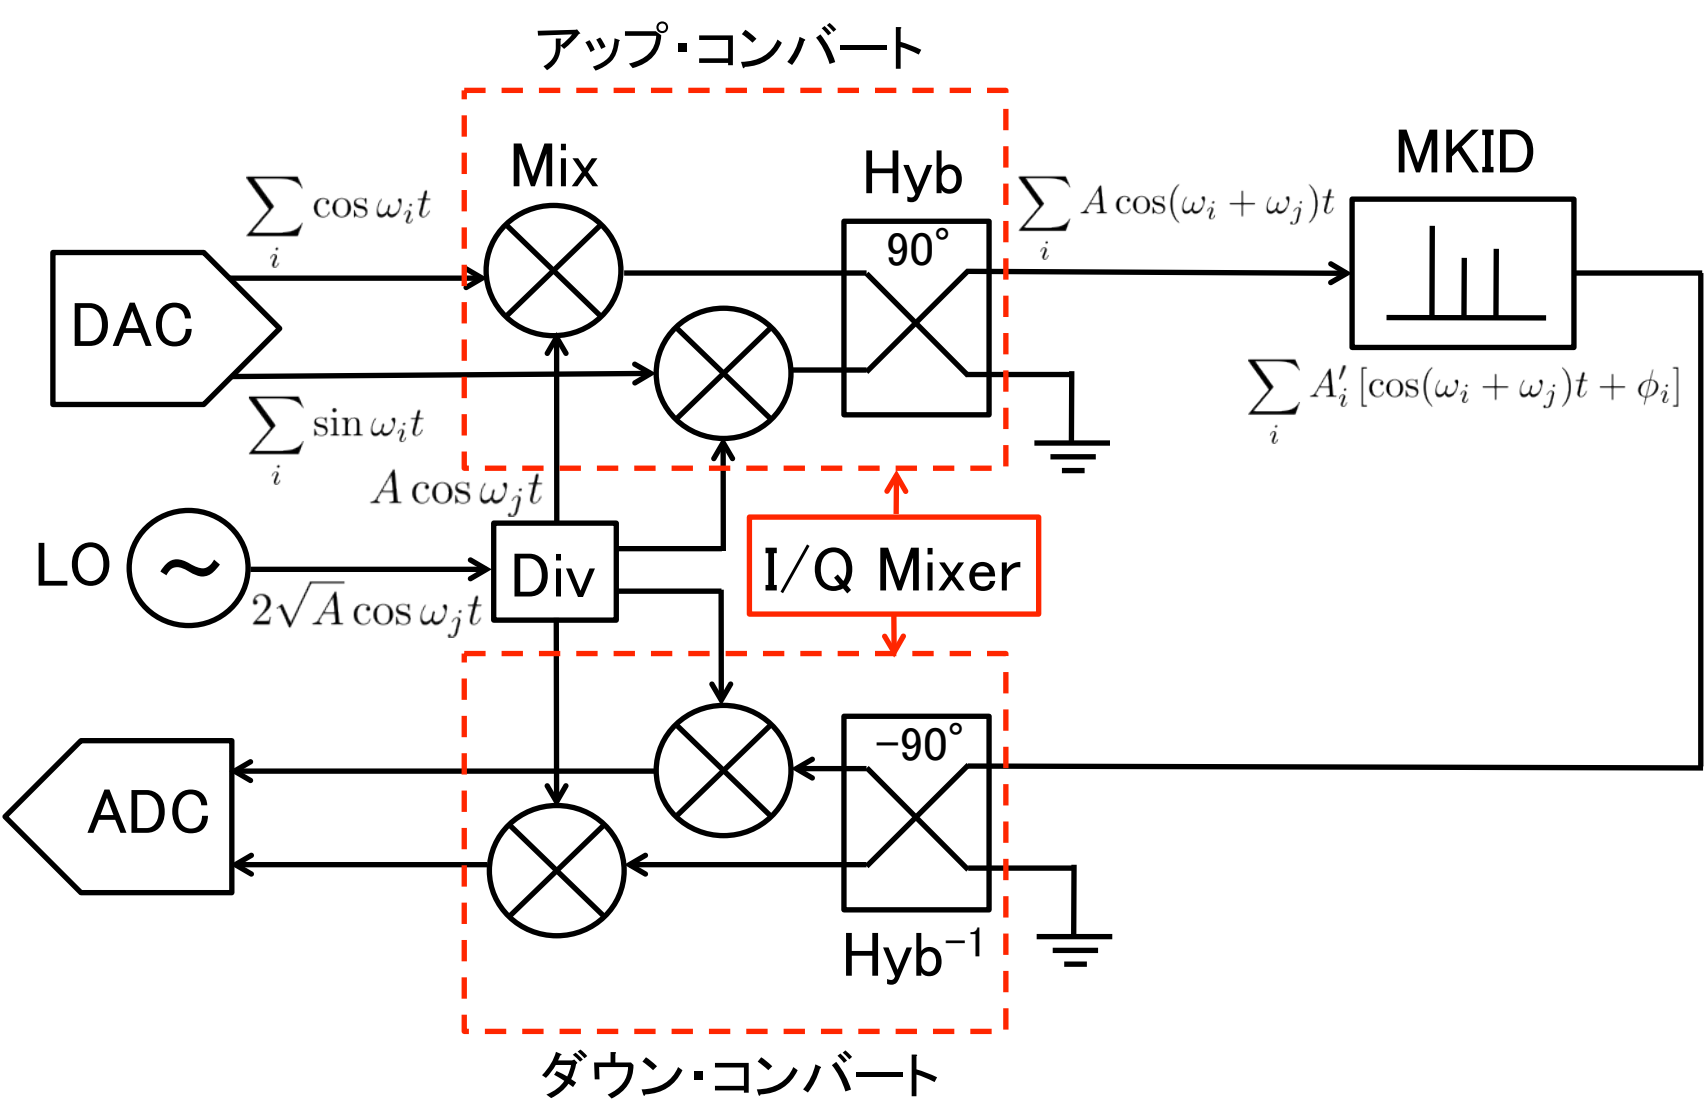 アップ・コンバート
Mix
Hyb
MKID
∑_i cos ω_i t
90°
∑_i A cos(ω_i + ω_j)t
DAC
∑_i sin ω_i t
∑_i A′_i [cos(ω_i + ω_j)t + ϕ_i]
A cos ω_j t
LO
~
Div
I/Q Mixer
2√A cos ω_j t
-90°
ADC
Hyb⁻¹
ダウン・コンバート